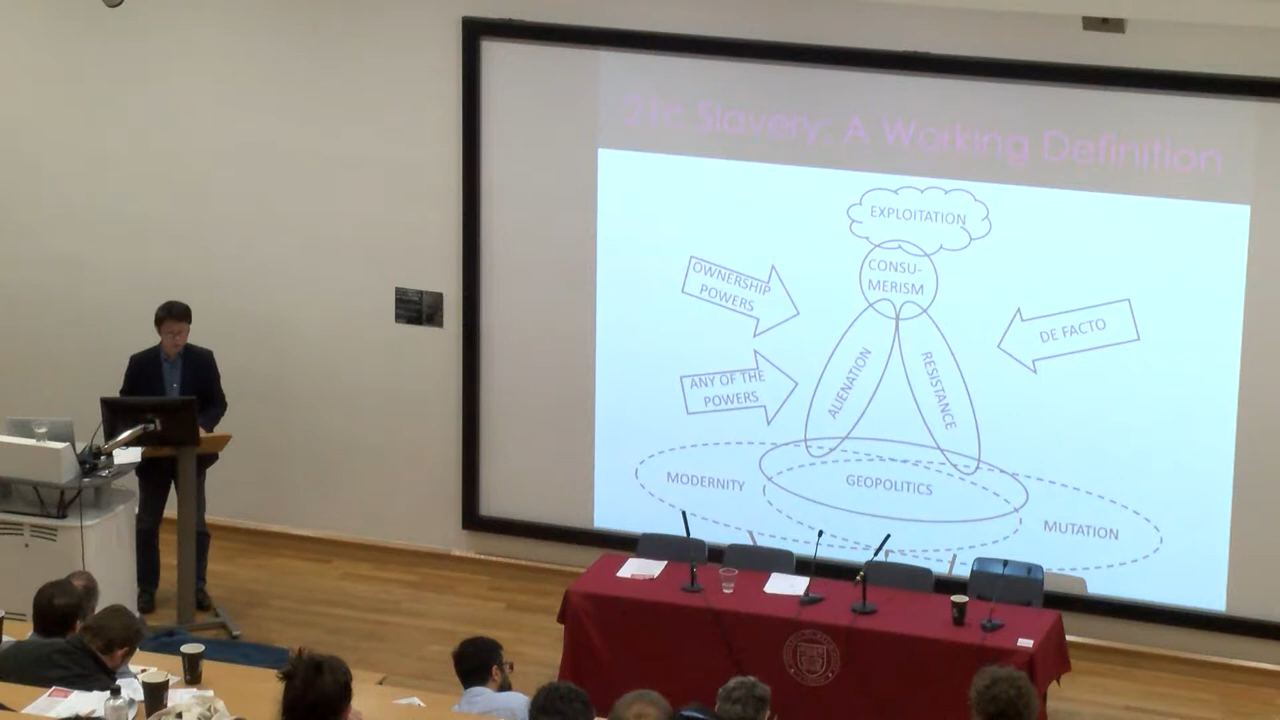 21c Slavery: A Working Definition
EXPLOITATION
CONSU-
MERISM
OWNERSHIP
POWERS
DE FACTO
ANY OF THE
POWERS
ALIENATION
RESISTANCE
MODERNITY
GEOPOLITICS
MUTATION